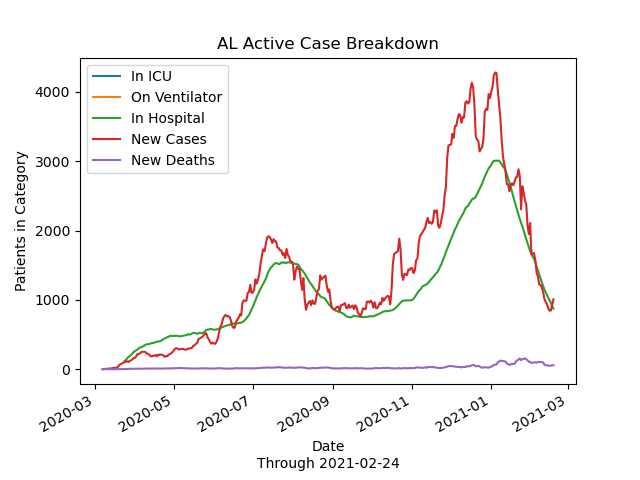 AL Active Case Breakdown
In ICU
On Ventilator
In Hospital
New Cases
New Deaths
Patients in Category
4000
3000
2000
1000
0
2020-03
2020-05
2020-07
2020-09
2020-11
2021-01
2021-03
Date
Through 2021-02-24